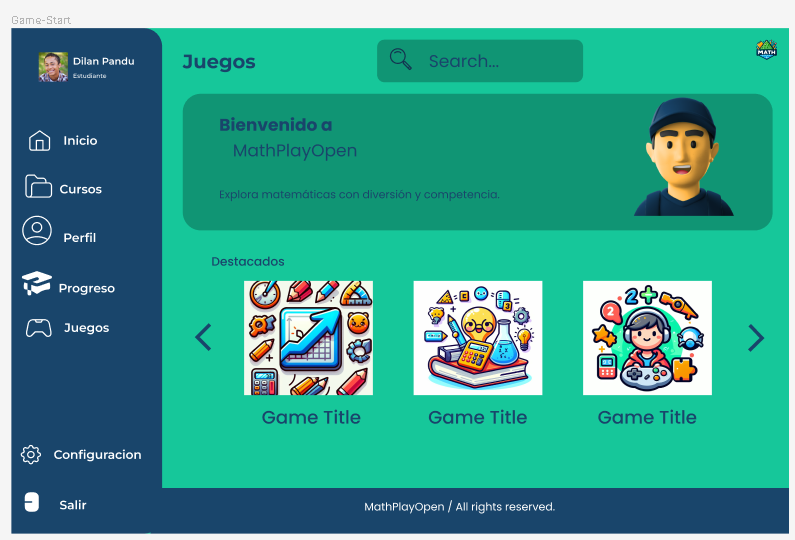 Game-Start
Dilan Pandu
Estudiante
Inicio
Cursos
Perfil
Progreso
Juegos
Configuracion
Salir
Juegos
Search...
MATH
Bienvenido a
MathPlayOpen
Explora matemáticas con diversión y competencia.
Destacados
Game Title
Game Title
Game Title
MathPlayOpen / All rights reserved.